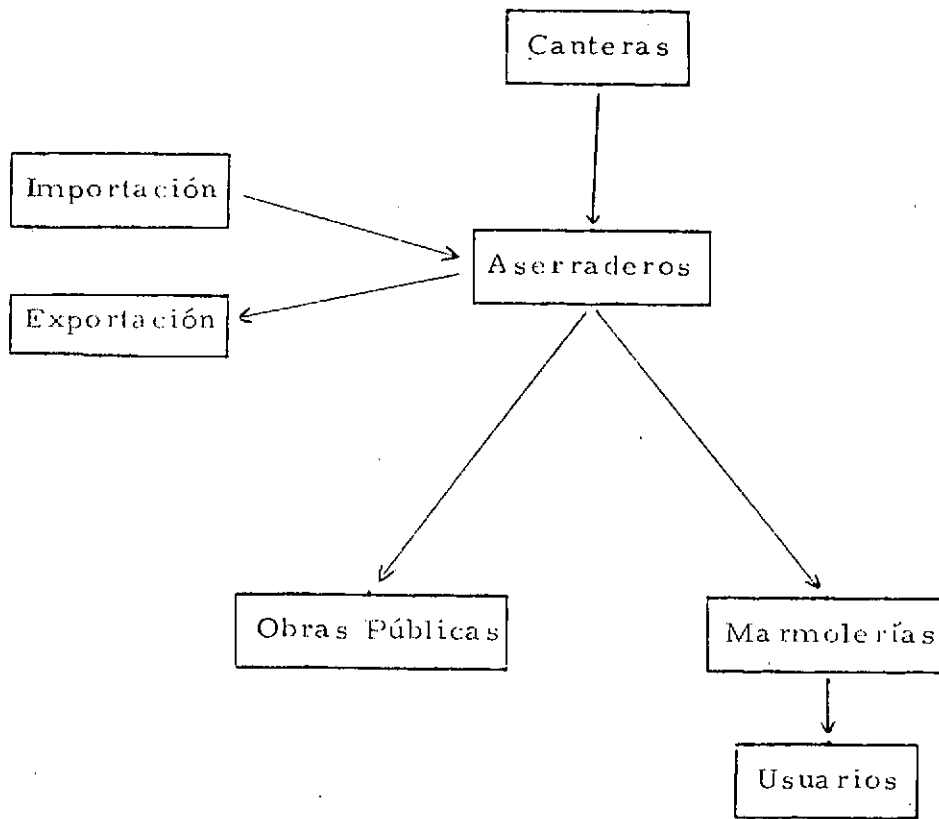 Canteras
Importación
Aserraderos
Exportación
Obras Públicas
Marmolerías
Usuarios